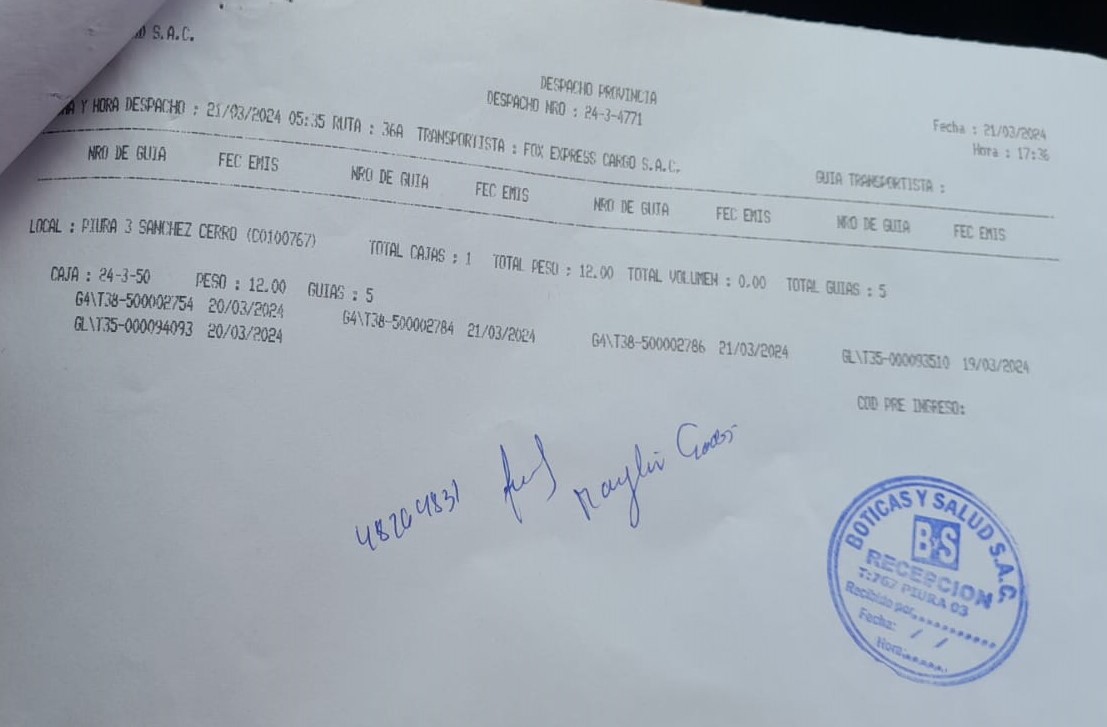 S.A.C.
DESPACHO PROVINCIA
DESPACHO NRO : 24-3-4771
Fecha : 21/03/2024
Hora : 17:36
Y HORA DESPACHO : 21/03/2024 05:35 RUTA : 36A TRANSPORTISTA : FOX EXPRESS CARGO S.A.C.
GUIA TRANSPORTISTA :
NRO DE GUIA FEC EMIS NRO DE GUIA FEC EMIS NRO DE GUIA FEC EMIS NRO DE GUIA FEC EMIS
LOCAL : PIURA 3 SANCHEZ CERRO (C0100767) TOTAL CAJAS : 1 TOTAL PESO : 12.00 TOTAL VOLUMEN : 0.00 TOTAL GUIAS : 5
CAJA : 24-3-50 PESO : 12.00 GUIAS : 5
G4\T38-500002754 20/03/2024 G4\T38-500002784 21/03/2024 G4\T38-500002786 21/03/2024 GL\T35-000093510 19/03/2024
GL\T35-000094093 20/03/2024
COD PRE INGRESO:
48264831
BOTICAS Y SALUD S.A.C.
ByS
RECEPCION
T:767 PIURA 03
Recibido por
Fecha: / /
Hora: